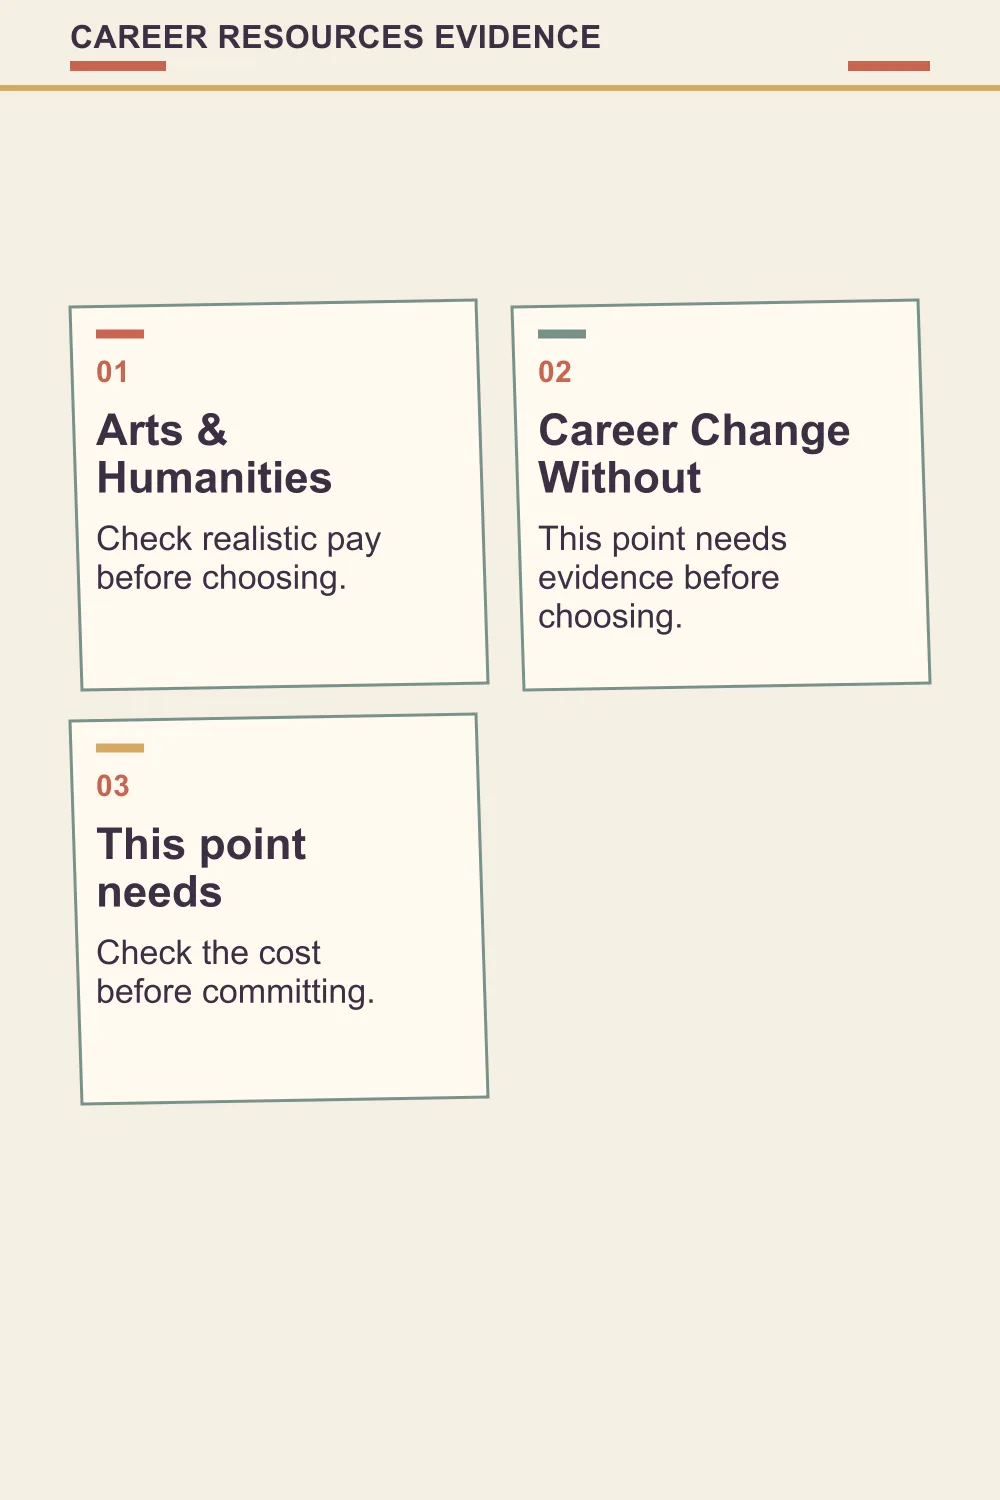 CAREER RESOURCES EVIDENCE
01
Arts &
Humanities
Check realistic pay
before choosing.
02
Career Change
Without
This point needs
evidence before
choosing.
03
This point
needs
Check the cost
before committing.